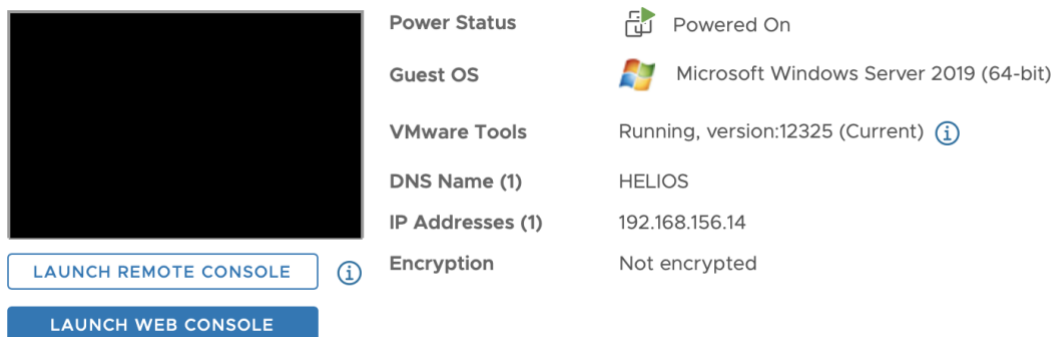 Power Status Powered On
Guest OS Microsoft Windows Server 2019 (64-bit)
VMware Tools Running, version:12325 (Current)
DNS Name (1) HELIOS
IP Addresses (1) 192.168.156.14
Encryption Not encrypted
LAUNCH REMOTE CONSOLE
LAUNCH WEB CONSOLE